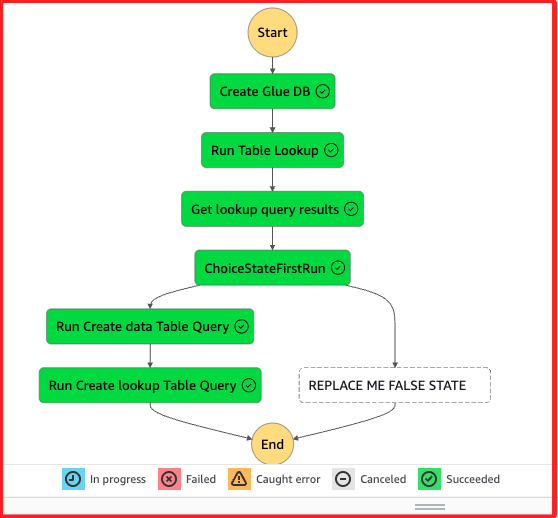 Start
Create Glue DB
Run Table Lookup
Get lookup query results
ChoiceStateFirstRun
Run Create data Table Query
Run Create lookup Table Query
REPLACE ME FALSE STATE
End
In progress
Failed
Caught error
Canceled
Succeeded